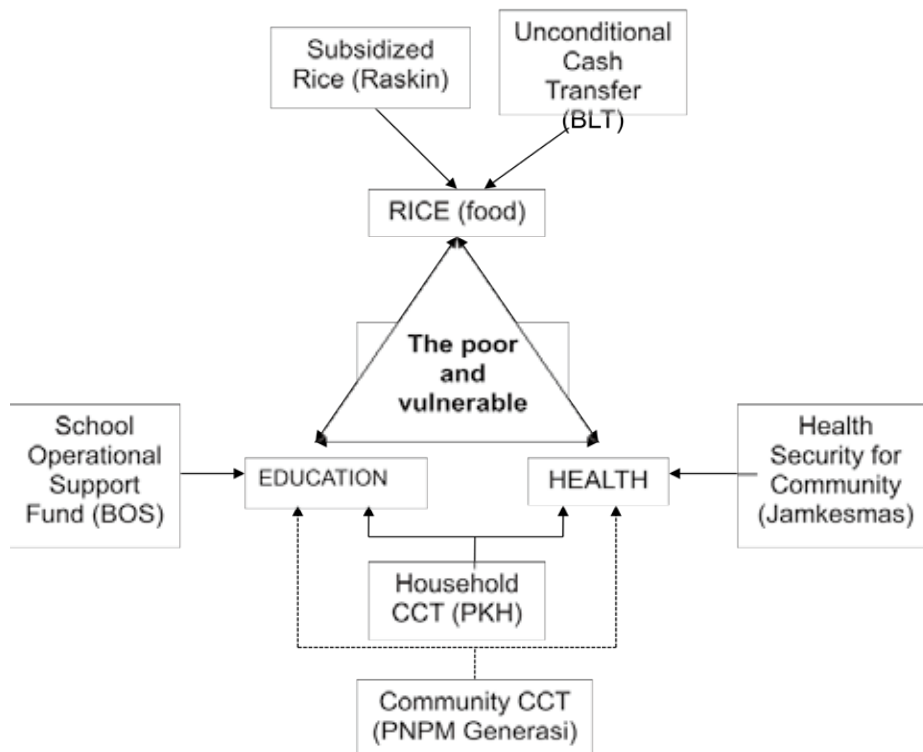 Subsidized
Rice (Raskin)
Unconditional
Cash
Transfer
(BLT)
RICE (food)
The poor
and
vulnerable
School
Operational
Support
Fund (BOS)
EDUCATION
HEALTH
Health
Security for
Community
(Jamkesmas)
Household
CCT (PKH)
Community CCT
(PNPM Generasi)